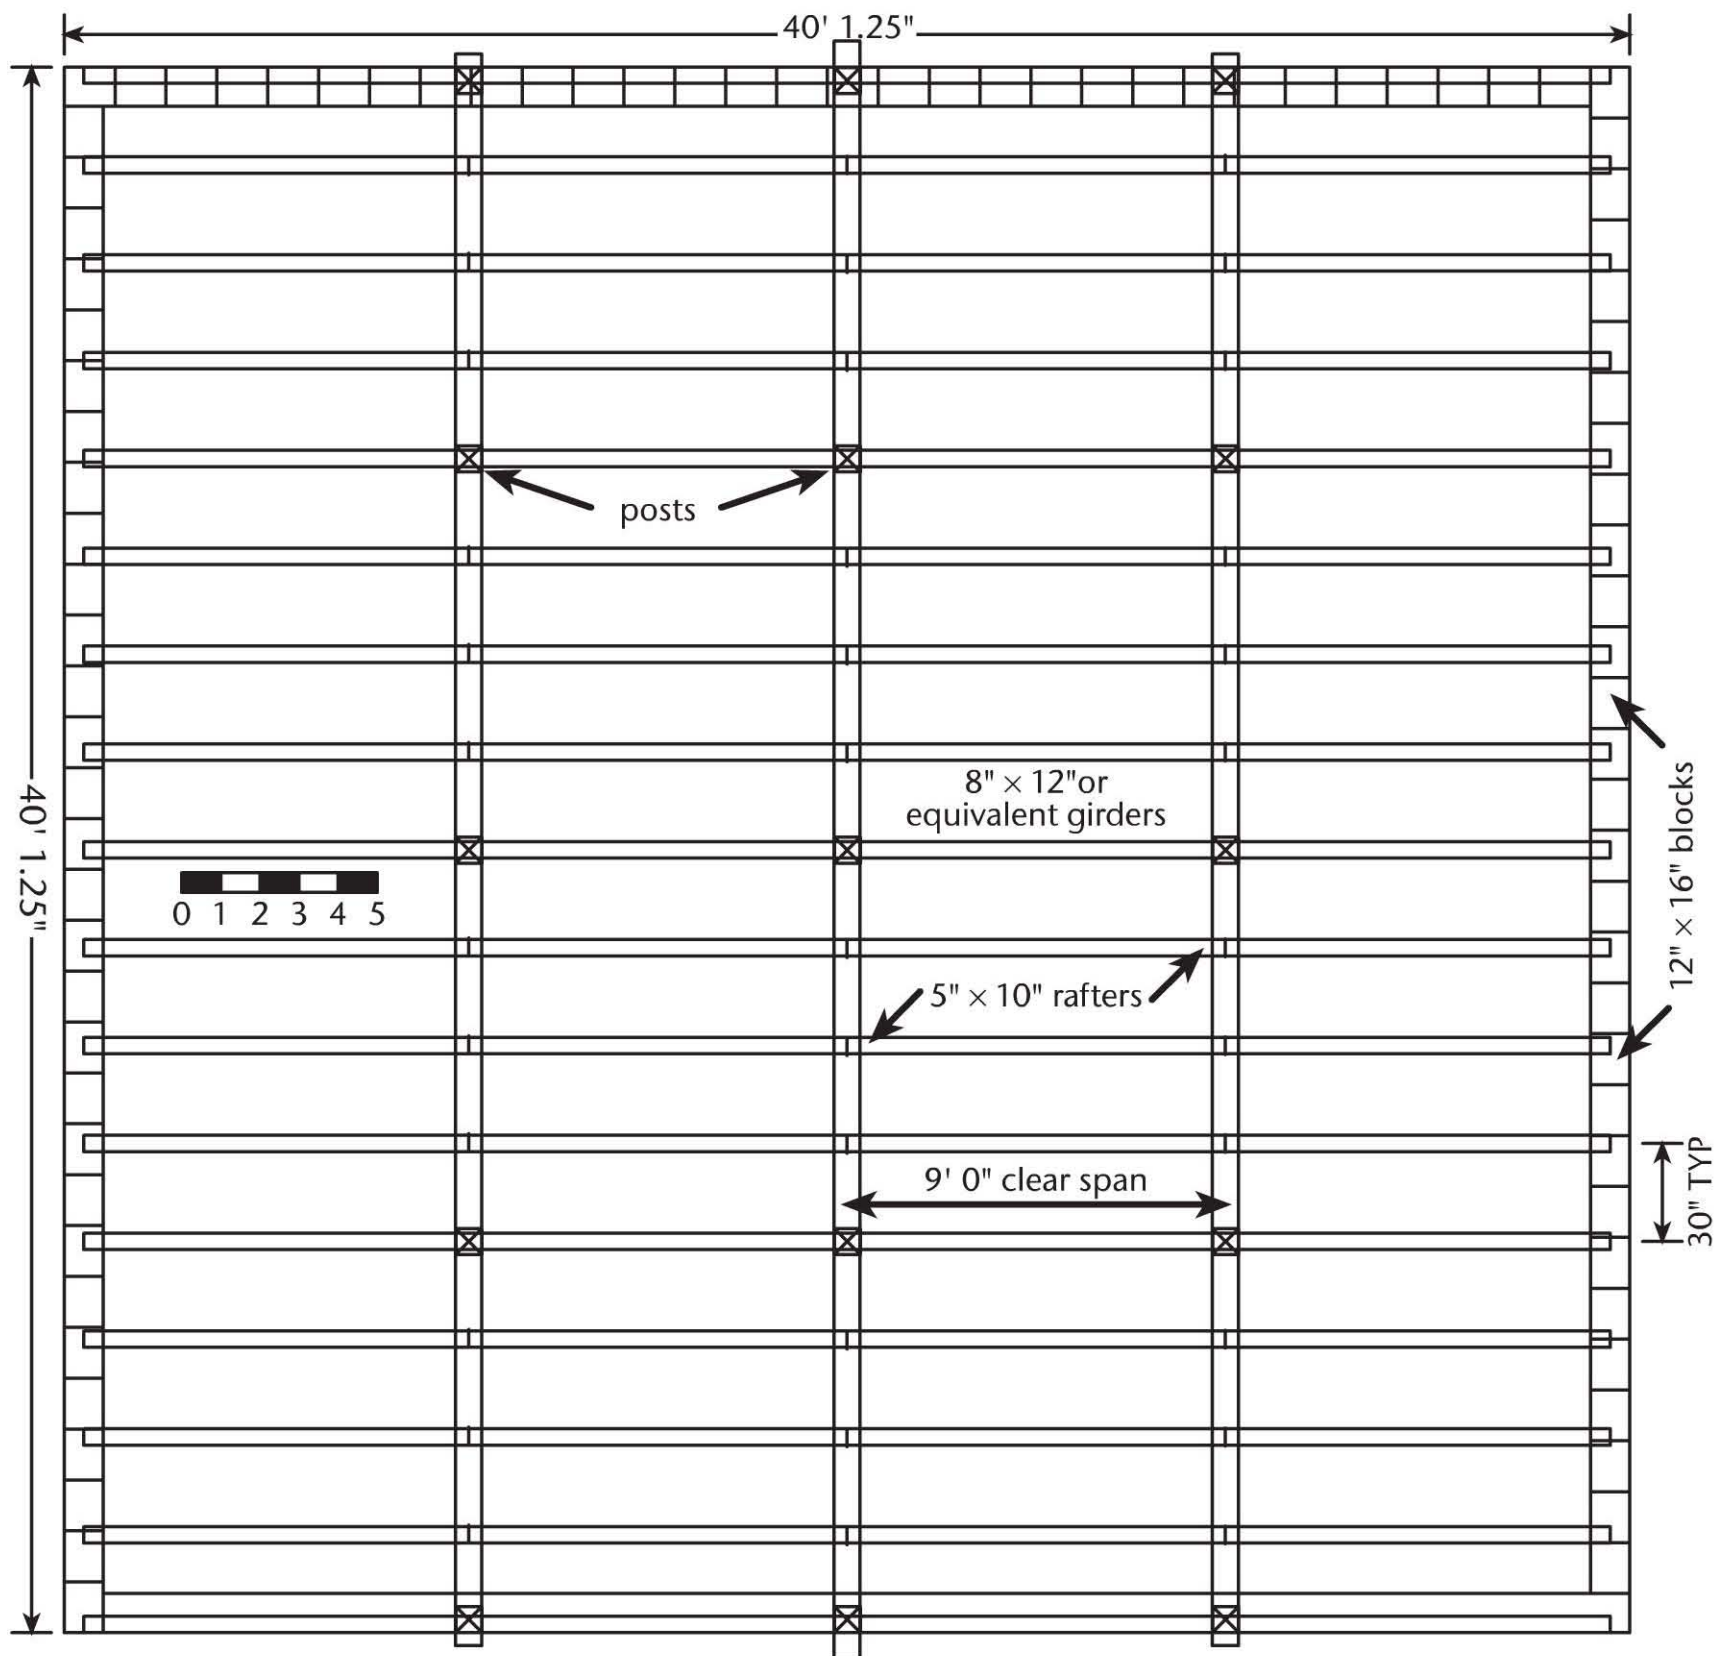 40' 1.25"
posts
8" × 12"or
equivalent girders
40' 1.25"
12" × 16" blocks
0 1 2 3 4 5
5" × 10" rafters
9' 0" clear span
30" TYP